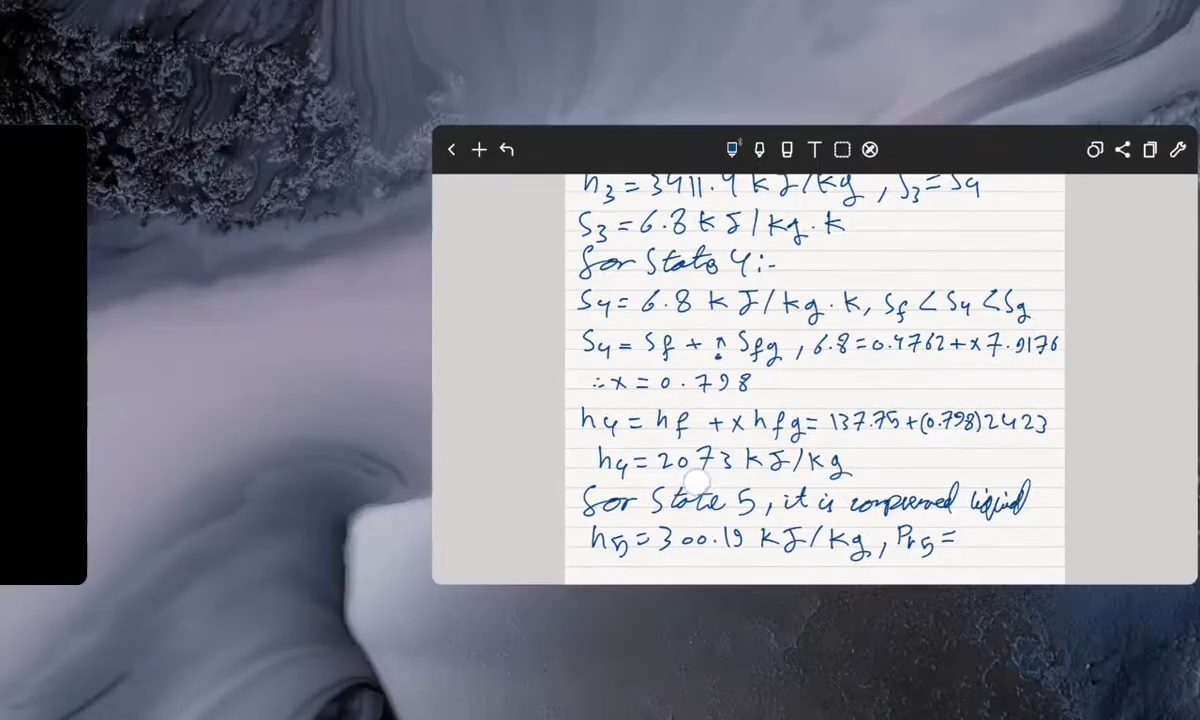 h3 = 3411.4 kJ/kg, S3 = S4
S3 = 6.8 kJ/kg.k
for State 4:-
S4 = 6.8 kJ/kg.k, Sf < S4 < Sg
S4 = Sf + Sfg, 6.8 = 0.4762 + x 7.9176
∴ x = 0.798
h4 = hf + x hfg = 137.75 + (0.798) 2423
h4 = 2073 kJ/kg
for State 5, it is compressed liquid
h5 = 300.19 kJ/kg, Pr5 =